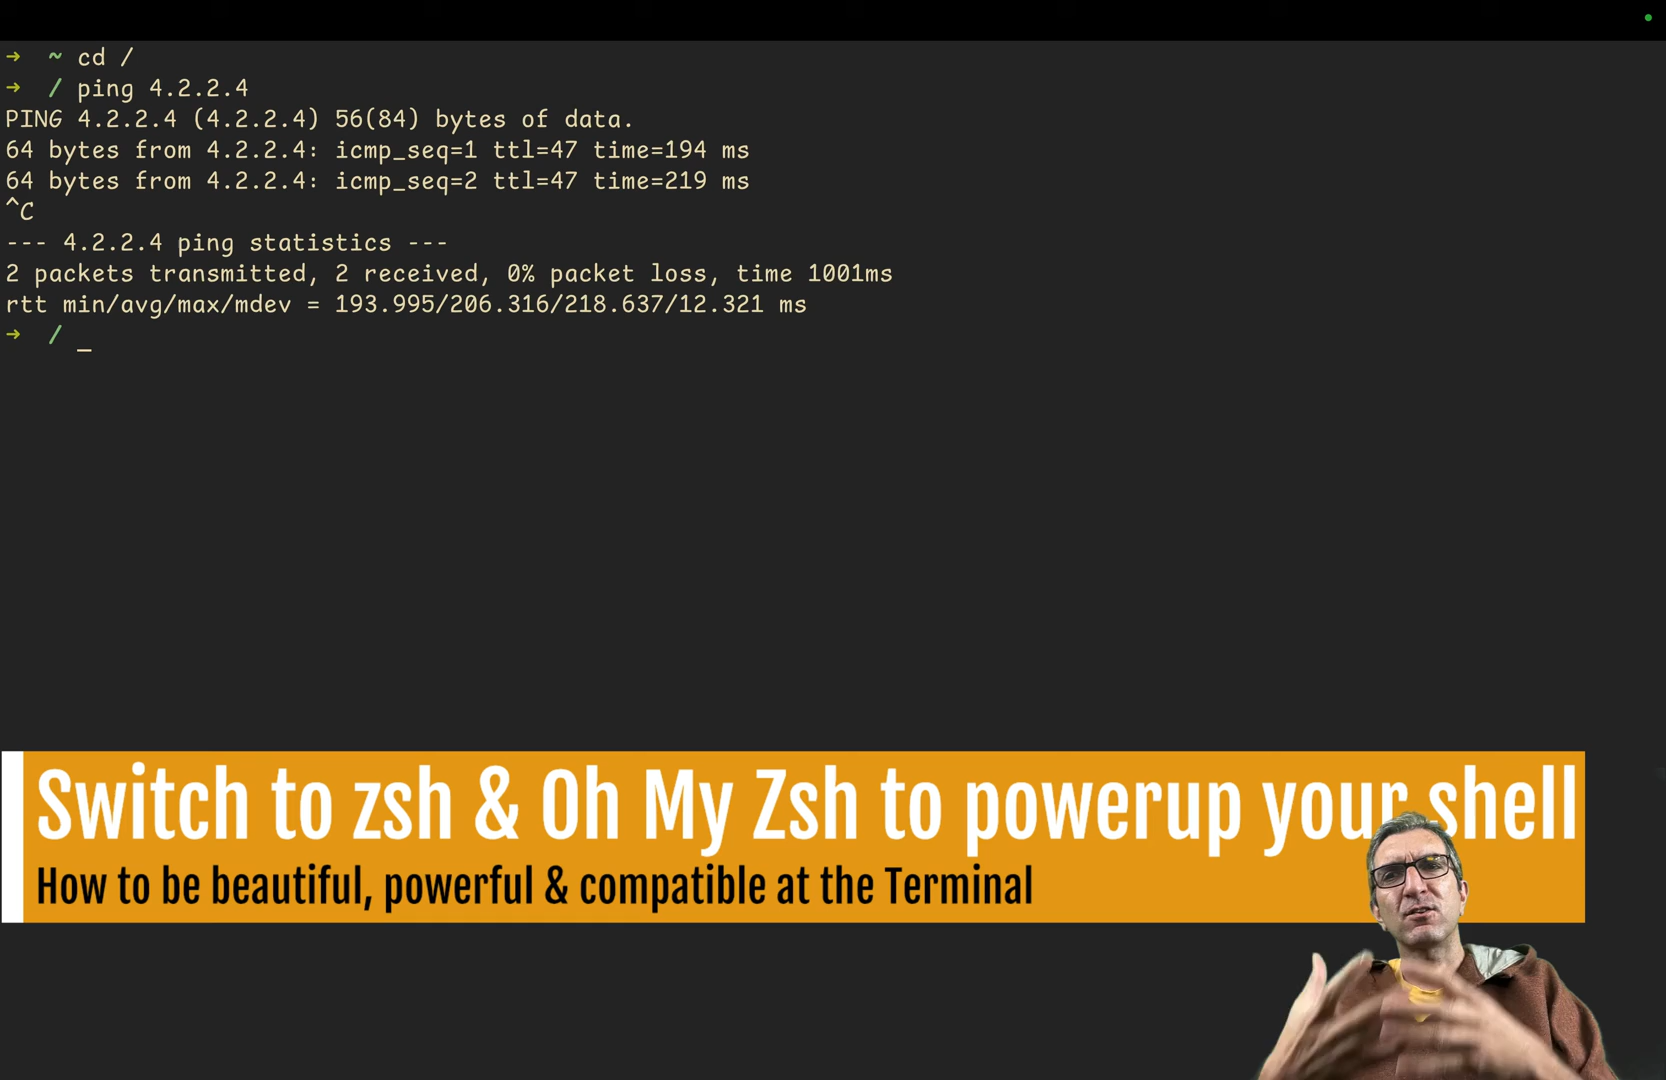 ➜  ~ cd /
➜  / ping 4.2.2.4
PING 4.2.2.4 (4.2.2.4) 56(84) bytes of data.
64 bytes from 4.2.2.4: icmp_seq=1 ttl=47 time=194 ms
64 bytes from 4.2.2.4: icmp_seq=2 ttl=47 time=219 ms
^C
--- 4.2.2.4 ping statistics ---
2 packets transmitted, 2 received, 0% packet loss, time 1001ms
rtt min/avg/max/mdev = 193.995/206.316/218.637/12.321 ms
➜  / _
Switch to zsh & Oh My Zsh to powerup your shell
How to be beautiful, powerful & compatible at the Terminal